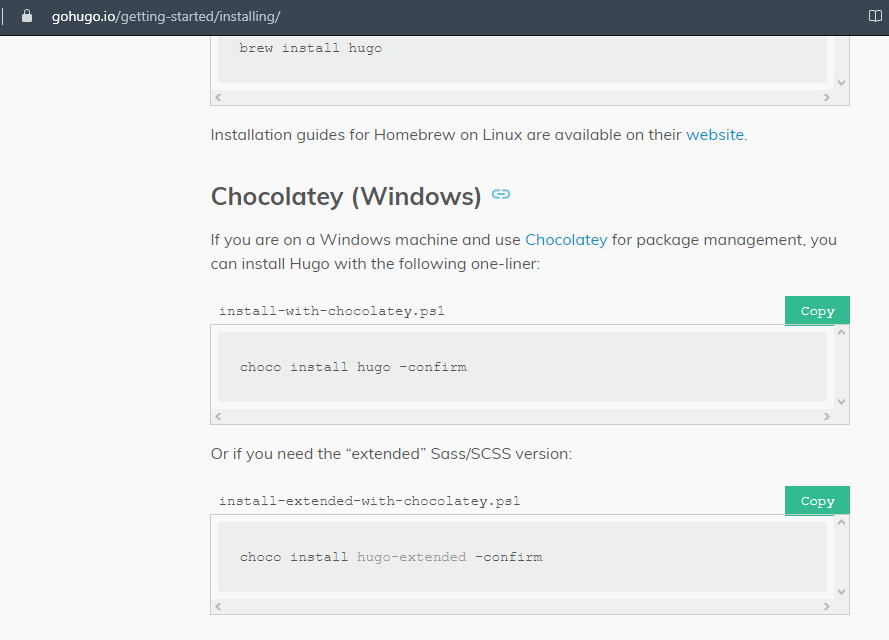 gohugo.io/getting-started/installing/
brew install hugo
Installation guides for Homebrew on Linux are available on their website.
Chocolatey (Windows)
If you are on a Windows machine and use Chocolatey for package management, you
can install Hugo with the following one-liner:
install-with-chocolatey.ps1
Copy
choco install hugo -confirm
Or if you need the “extended” Sass/SCSS version:
install-extended-with-chocolatey.ps1
Copy
choco install hugo-extended -confirm